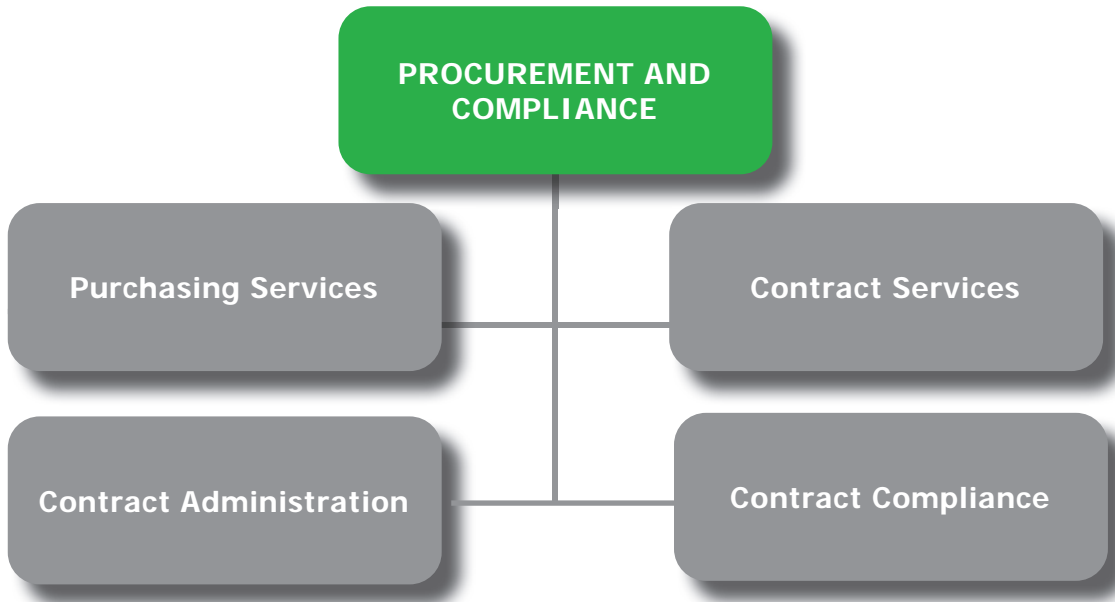 PROCUREMENT AND
COMPLIANCE
Purchasing Services
Contract Services
Contract Administration
Contract Compliance